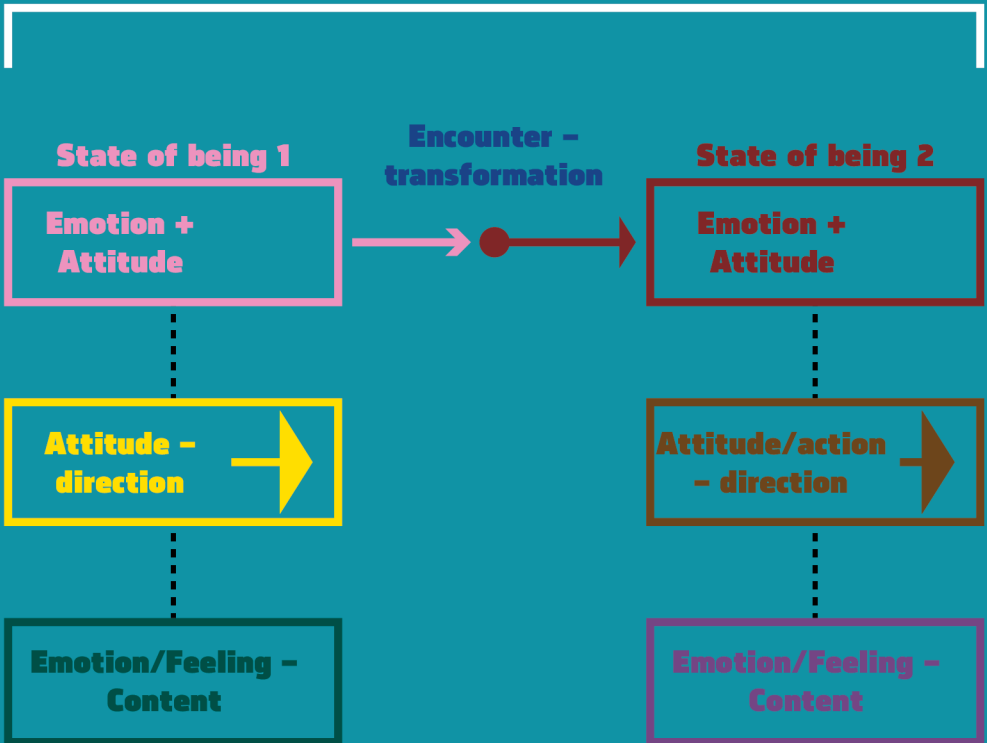 Encounter –
transformation
State of being 1
State of being 2
Emotion +
Attitude
Emotion +
Attitude
Attitude –
direction
Attitude/action
– direction
Emotion/Feeling –
Content
Emotion/Feeling –
Content